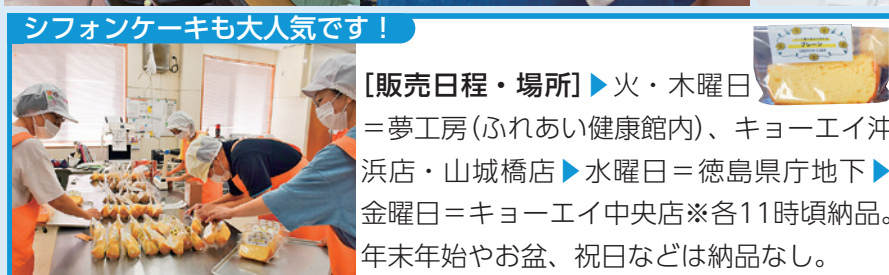 シフォンケーキも大人気です！
[販売日程・場所]▶火・木曜日
＝夢工房(ふれあい健康館内)、キョーエイ沖
浜店・山城橋店▶水曜日＝徳島県庁地下▶
金曜日＝キョーエイ中央店※各11時頃納品。
年末年始やお盆、祝日などは納品なし。
プレーン